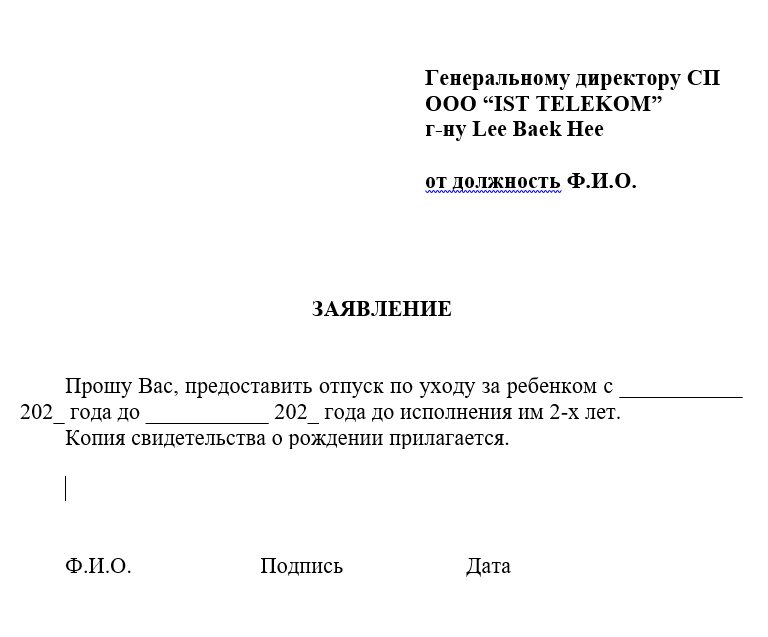 Генеральному директору СП
ООО “IST TELEKOM”
г-ну Lee Baek Hee
от должность Ф.И.О.
ЗАЯВЛЕНИЕ
Прошу Вас, предоставить отпуск по уходу за ребенком с ___________
202_ года до ___________ 202_ года до исполнения им 2-х лет.
Копия свидетельства о рождении прилагается.
Ф.И.О. Подпись Дата